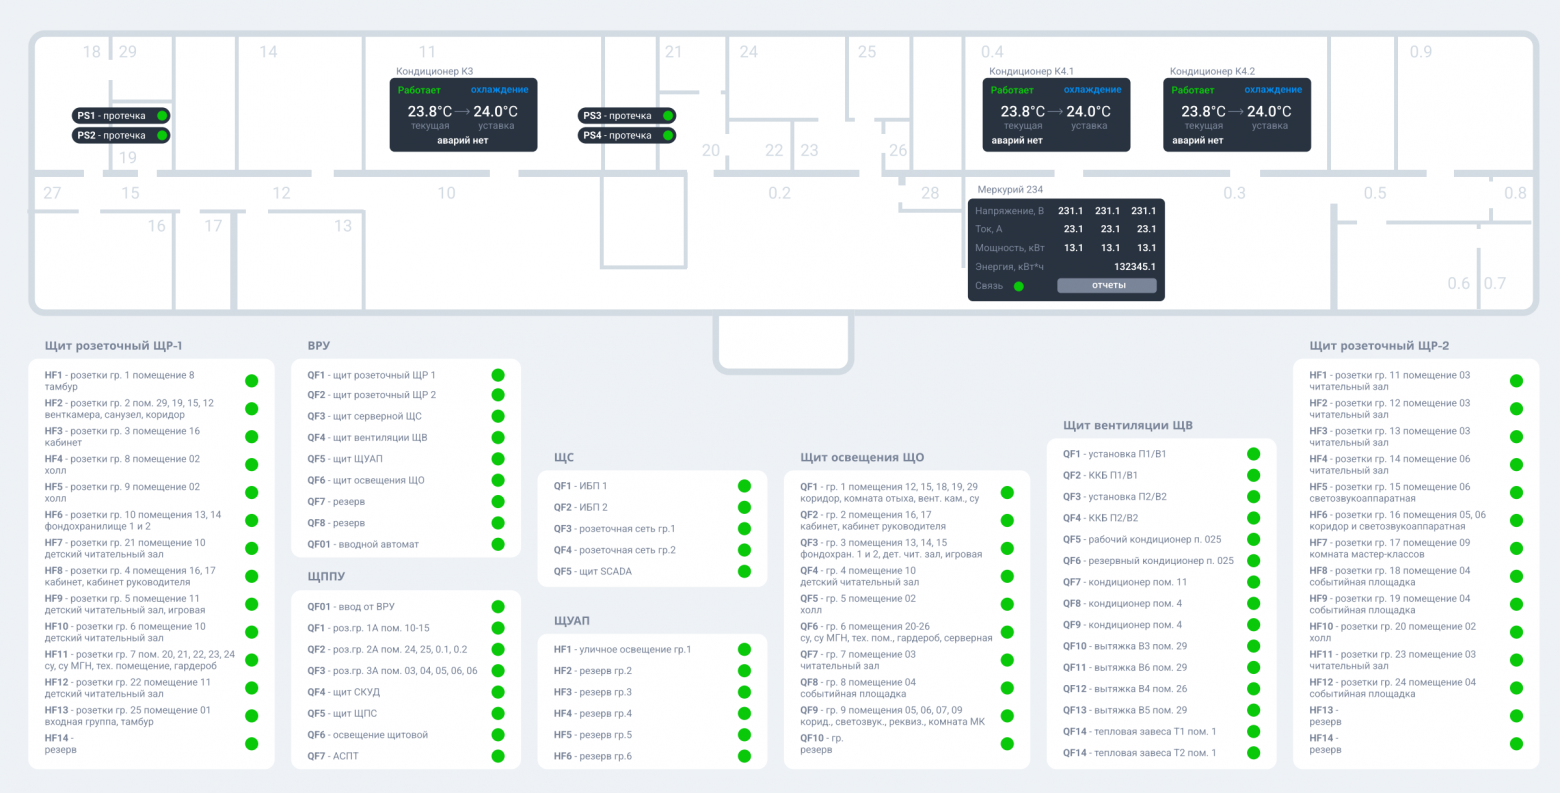 18
29
14
11
21
24
25
0.4
0.9
Кондиционер К3
Работает
охлаждение
23.8°C
24.0°C
текущая
уставка
аварий нет
Кондиционер К4.1
Работает
охлаждение
23.8°C
24.0°C
текущая
уставка
аварий нет
Кондиционер К4.2
Работает
охлаждение
23.8°C
24.0°C
текущая
уставка
аварий нет
PS1 - протечка
PS2 - протечка
PS3 - протечка
PS4 - протечка
19
20
22
23
26
27
15
12
10
0.2
28
0.3
0.5
0.8
16
17
13
0.6
0.7
Меркурий 234
Напряжение, В 231.1 231.1 231.1
Ток, А 23.1 23.1 23.1
Мощность, кВт 13.1 13.1 13.1
Энергия, кВт*ч 132345.1
Связь отчеты
Щит розеточный ЩР-1
HF1 - розетки гр. 1 помещение 8
тамбур
HF2 - розетки гр. 2 пом. 29, 19, 15, 12
венткамера, санузел, коридор
HF3 - розетки гр. 3 помещение 16
кабинет
HF4 - розетки гр. 8 помещение 02
холл
HF5 - розетки гр. 9 помещение 02
холл
HF6 - розетки гр. 10 помещения 13, 14
фондохранилище 1 и 2
HF7 - розетки гр. 21 помещение 10
детский читательный зал
HF8 - розетки гр. 4 помещения 16, 17
кабинет, кабинет руководителя
HF9 - розетки гр. 5 помещение 11
детский читательный зал, игровая
HF10 - розетки гр. 6 помещение 10
детский читательный зал
HF11 - розетки гр. 7 пом. 20, 21, 22, 23, 24
су, су МГН, тех. помещение, гардероб
HF12 - розетки гр. 22 помещение 11
детский читательный зал
HF13 - розетки гр. 25 помещение 01
входная группа, тамбур
HF14 -
резерв
ВРУ
QF1 - щит розеточный ЩР 1
QF2 - щит розеточный ЩР 2
QF3 - щит серверной ЩС
QF4 - щит вентиляции ЩВ
QF5 - щит ЩУАП
QF6 - щит освещения ЩО
QF7 - резерв
QF8 - резерв
QF01 - вводной автомат
ЩППУ
QF01 - ввод от ВРУ
QF1 - роз.гр. 1А пом. 10-15
QF2 - роз.гр. 2А пом. 24, 25, 0.1, 0.2
QF3 - роз.гр. 3А пом. 03, 04, 05, 06, 06
QF4 - щит СКУД
QF5 - щит ЩПС
QF6 - освещение щитовой
QF7 - АСПТ
ЩС
QF1 - ИБП 1
QF2 - ИБП 2
QF3 - розеточная сеть гр.1
QF4 - розеточная сеть гр.2
QF5 - щит SCADA
ЩУАП
HF1 - уличное освещение гр.1
HF2 - резерв гр.2
HF3 - резерв гр.3
HF4 - резерв гр.4
HF5 - резерв гр.5
HF6 - резерв гр.6
Щит освещения ЩО
QF1 - гр. 1 помещения 12, 15, 18, 19, 29
коридор, комната отыха, вент. кам., су
QF2 - гр. 2 помещения 16, 17
кабинет, кабинет руководителя
QF3 - гр. 3 помещения 13, 14, 15
фондохран. 1 и 2, дет. чит. зал, игровая
QF4 - гр. 4 помещение 10
детский читательный зал
QF5 - гр. 5 помещение 02
холл
QF6 - гр. 6 помещения 20-26
су, су МГН, тех. пом., гардероб, серверная
QF7 - гр. 7 помещение 03
читательный зал
QF8 - гр. 8 помещение 04
событийная площадка
QF9 - гр. 9 помещения 05, 06, 07, 09
корид., светозвук., реквиз., комната МК
QF10 - гр.
резерв
Щит вентиляции ЩВ
QF1 - установка П1/В1
QF2 - ККБ П1/В1
QF3 - установка П2/В2
QF4 - ККБ П2/В2
QF5 - рабочий кондиционер п. 025
QF6 - резервный кондиционер п. 025
QF7 - кондиционер пом. 11
QF8 - кондиционер пом. 4
QF9 - кондиционер пом. 4
QF10 - вытяжка В3 пом. 29
QF11 - вытяжка В6 пом. 29
QF12 - вытяжка В4 пом. 26
QF13 - вытяжка В5 пом. 29
QF14 - тепловая завеса Т1 пом. 1
QF14 - тепловая завеса Т2 пом. 1
Щит розеточный ЩР-2
HF1 - розетки гр. 11 помещение 03
читательный зал
HF2 - розетки гр. 12 помещение 03
читательный зал
HF3 - розетки гр. 13 помещение 03
читательный зал
HF4 - розетки гр. 14 помещение 06
читательный зал
HF5 - розетки гр. 15 помещение 06
светозвукоаппаратная
HF6 - розетки гр. 16 помещения 05, 06
коридор и светозвукоаппратная
HF7 - розетки гр. 17 помещение 09
комната мастер-классов
HF8 - розетки гр. 18 помещение 04
событийная площадка
HF9 - розетки гр. 19 помещение 04
событийная площадка
HF10 - розетки гр. 20 помещение 02
холл
HF11 - розетки гр. 23 помещение 03
читательный зал
HF12 - розетки гр. 24 помещение 04
событийная площадка
HF13 -
резерв
HF14 -
резерв